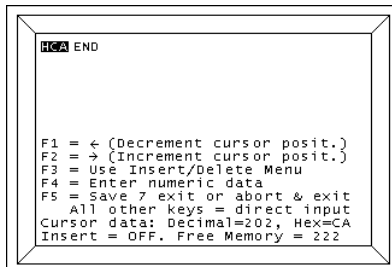 HCA END
F1 = ← (Decrement cursor posit.)
F2 = → (Increment cursor posit.)
F3 = Use Insert/Delete Menu
F4 = Enter numeric data
F5 = Save 7 exit or abort & exit
All other keys = direct input
Cursor data: Decimal=202, Hex=CA
Insert = OFF. Free Memory = 222